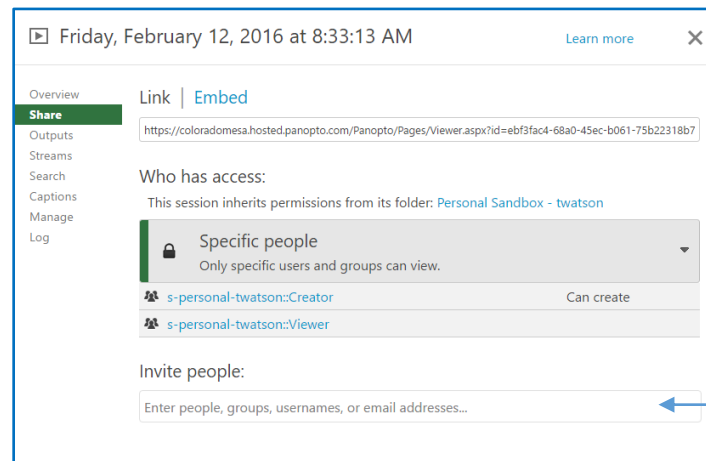 Friday, February 12, 2016 at 8:33:13 AM
Learn more
Overview
Share
Outputs
Streams
Search
Captions
Manage
Log
Link | Embed
https://coloradomesa.hosted.panopto.com/Panopto/Pages/Viewer.aspx?id=ebf3fac4-68a0-45ec-b061-75b22318b7
Who has access:
This session inherits permissions from its folder: Personal Sandbox - twatson
Specific people
Only specific users and groups can view.
s-personal-twatson::Creator Can create
s-personal-twatson::Viewer
Invite people:
Enter people, groups, usernames, or email addresses...